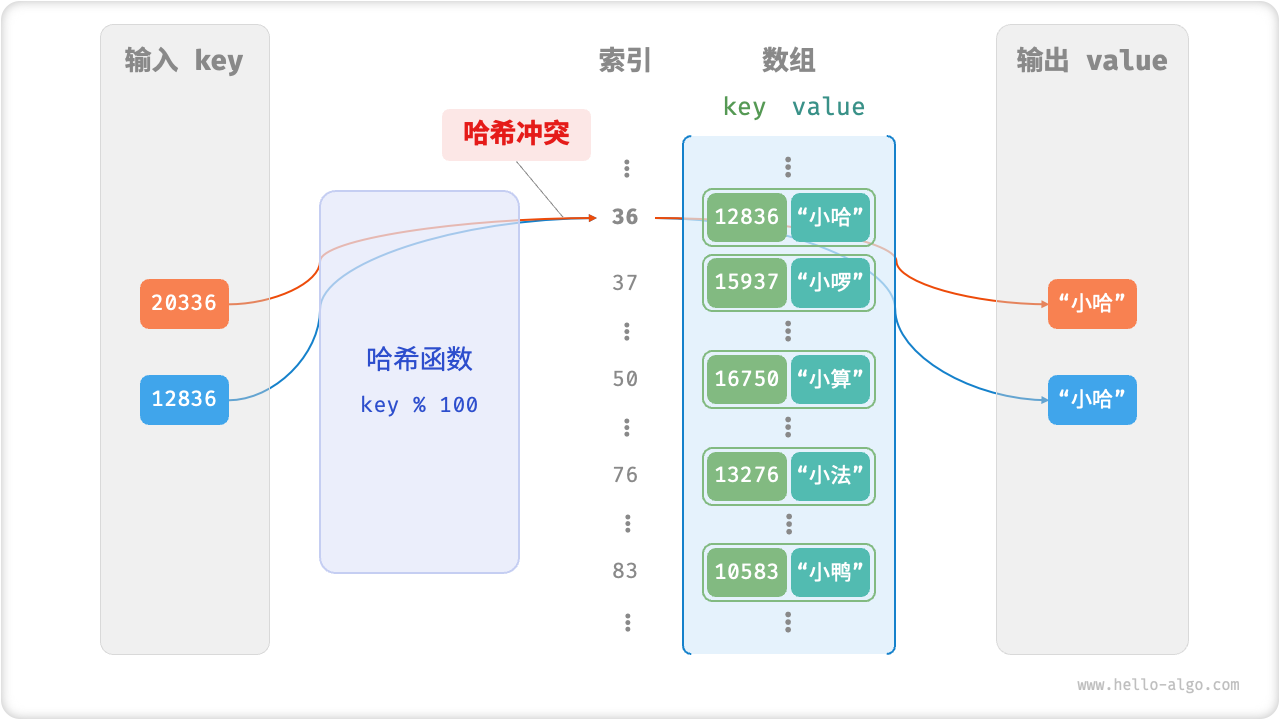 输入 key
索引
数组
输出 value
key value
哈希冲突
36
12836 “小哈”
37
15937 “小啰”
20336
“小哈”
哈希函数
key % 100
50
16750 “小算”
12836
“小哈”
76
13276 “小法”
83
10583 “小鸭”
www.hello-algo.com